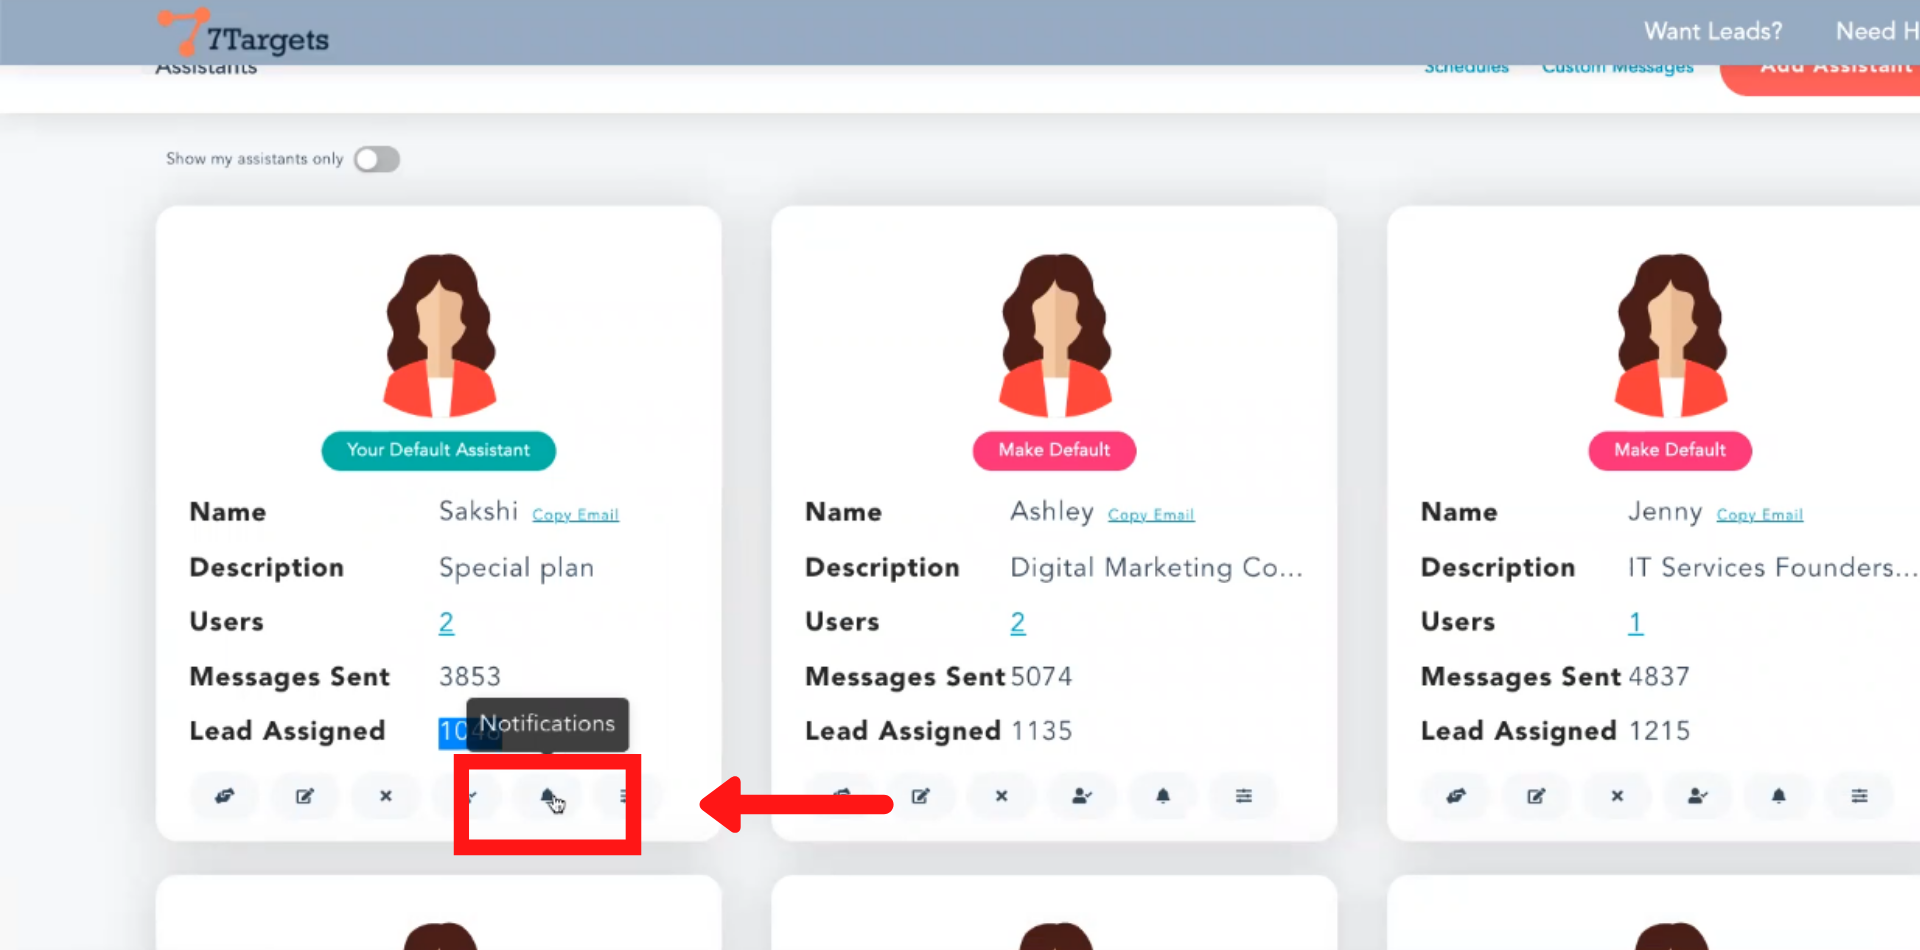 7Targets
Want Leads?
Need H
Assistants
Schedules
Custom Messages
Add Assistant
Show my assistants only
Your Default Assistant
Name Sakshi Copy Email
Description Special plan
Users 2
Messages Sent 3853
Notifications
Lead Assigned
Make Default
Name Ashley Copy Email
Description Digital Marketing Co...
Users 2
Messages Sent 5074
Lead Assigned 1135
Make Default
Name Jenny Copy Email
Description IT Services Founders...
Users 1
Messages Sent 4837
Lead Assigned 1215